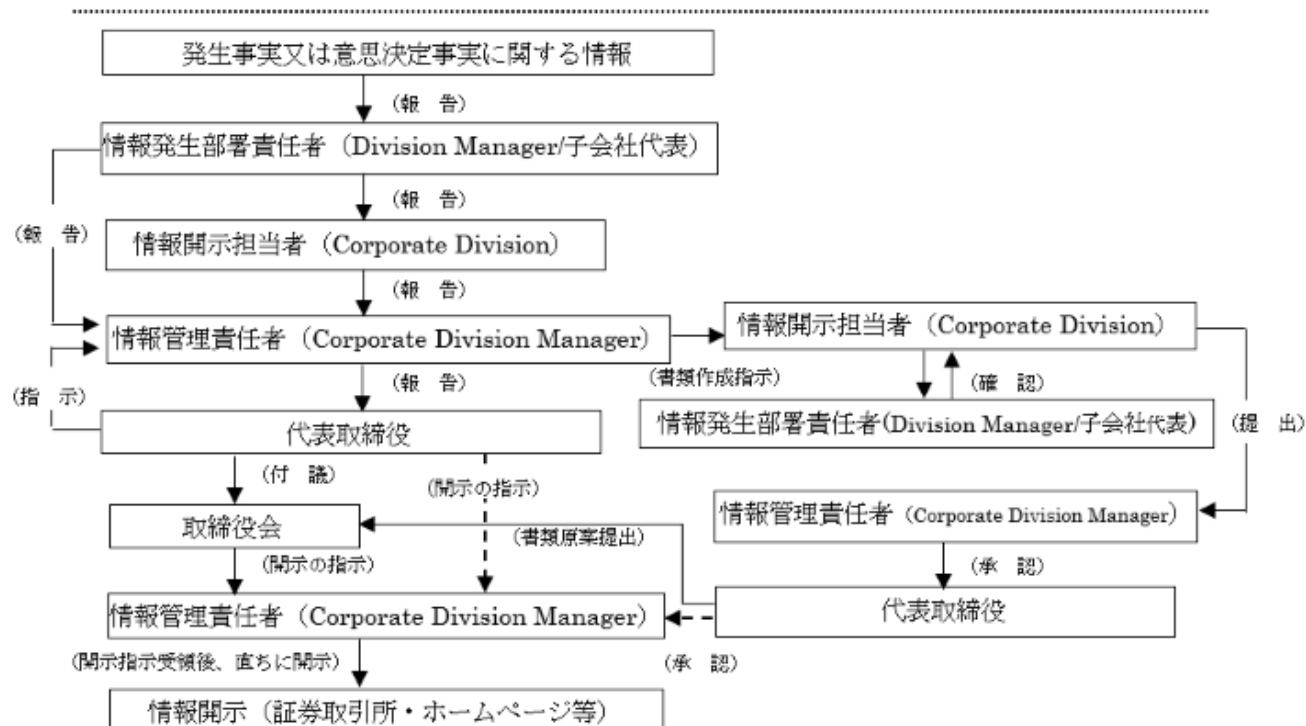 発生事実又は意思決定事実に関する情報
（報　告）
情報発生部署責任者（Division Manager/子会社代表）
（報　告）
（報　告）
情報開示担当者（Corporate Division）
（報　告）
情報管理責任者（Corporate Division Manager）
情報開示担当者（Corporate Division）
（報　告）
（書類作成指示）
（確　認）
（指　示）
情報発生部署責任者(Division Manager/子会社代表)
（提　出）
代表取締役
（付　議）
（開示の指示）
情報管理責任者（Corporate Division Manager）
取締役会
（書類原案提出）
（開示の指示）
（承　認）
情報管理責任者（Corporate Division Manager）
代表取締役
（開示指示受領後、直ちに開示）
（承　認）
情報開示（証券取引所・ホームページ等）